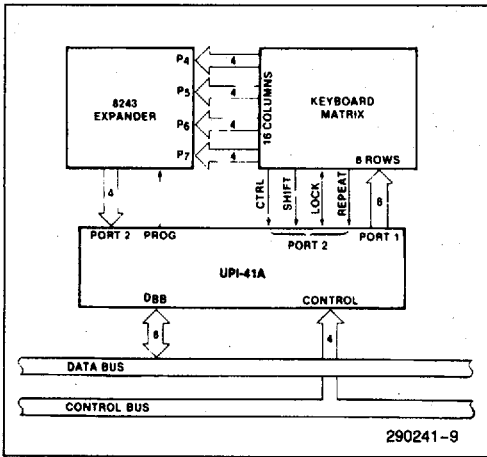 P4
4
8243
EXPANDER
P5
4
P6
4
P7
4
16 COLUMNS
KEYBOARD
MATRIX
8 ROWS
4
CTRL
SHIFT
LOCK
REPEAT
8
PORT 2
PROG
PORT 2
PORT 1
UPI-41A
DBB
CONTROL
8
4
DATA BUS
CONTROL BUS
290241-9